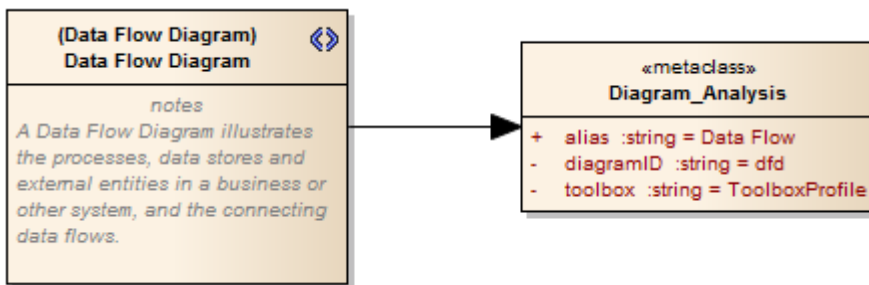 (Data Flow Diagram)
Data Flow Diagram
notes
A Data Flow Diagram illustrates
the processes, data stores and
external entities in a business or
other system, and the connecting
data flows.
«metaclass»
Diagram_Analysis
+ alias :string = Data Flow
- diagramID :string = dfd
- toolbox :string = ToolboxProfile